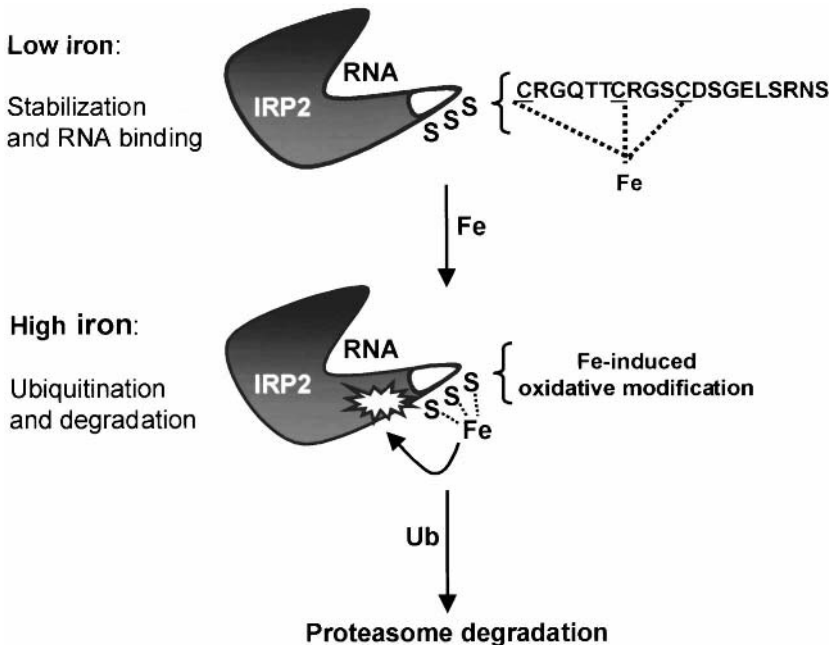 Low iron:
Stabilization
and RNA binding
RNA
IRP2
S S S
CRGQTTCRGSCDSGELSRNS
Fe
Fe
High iron:
Ubiquitination
and degradation
RNA
IRP2
S S S
Fe
Fe-induced
oxidative modification
Ub
Proteasome degradation